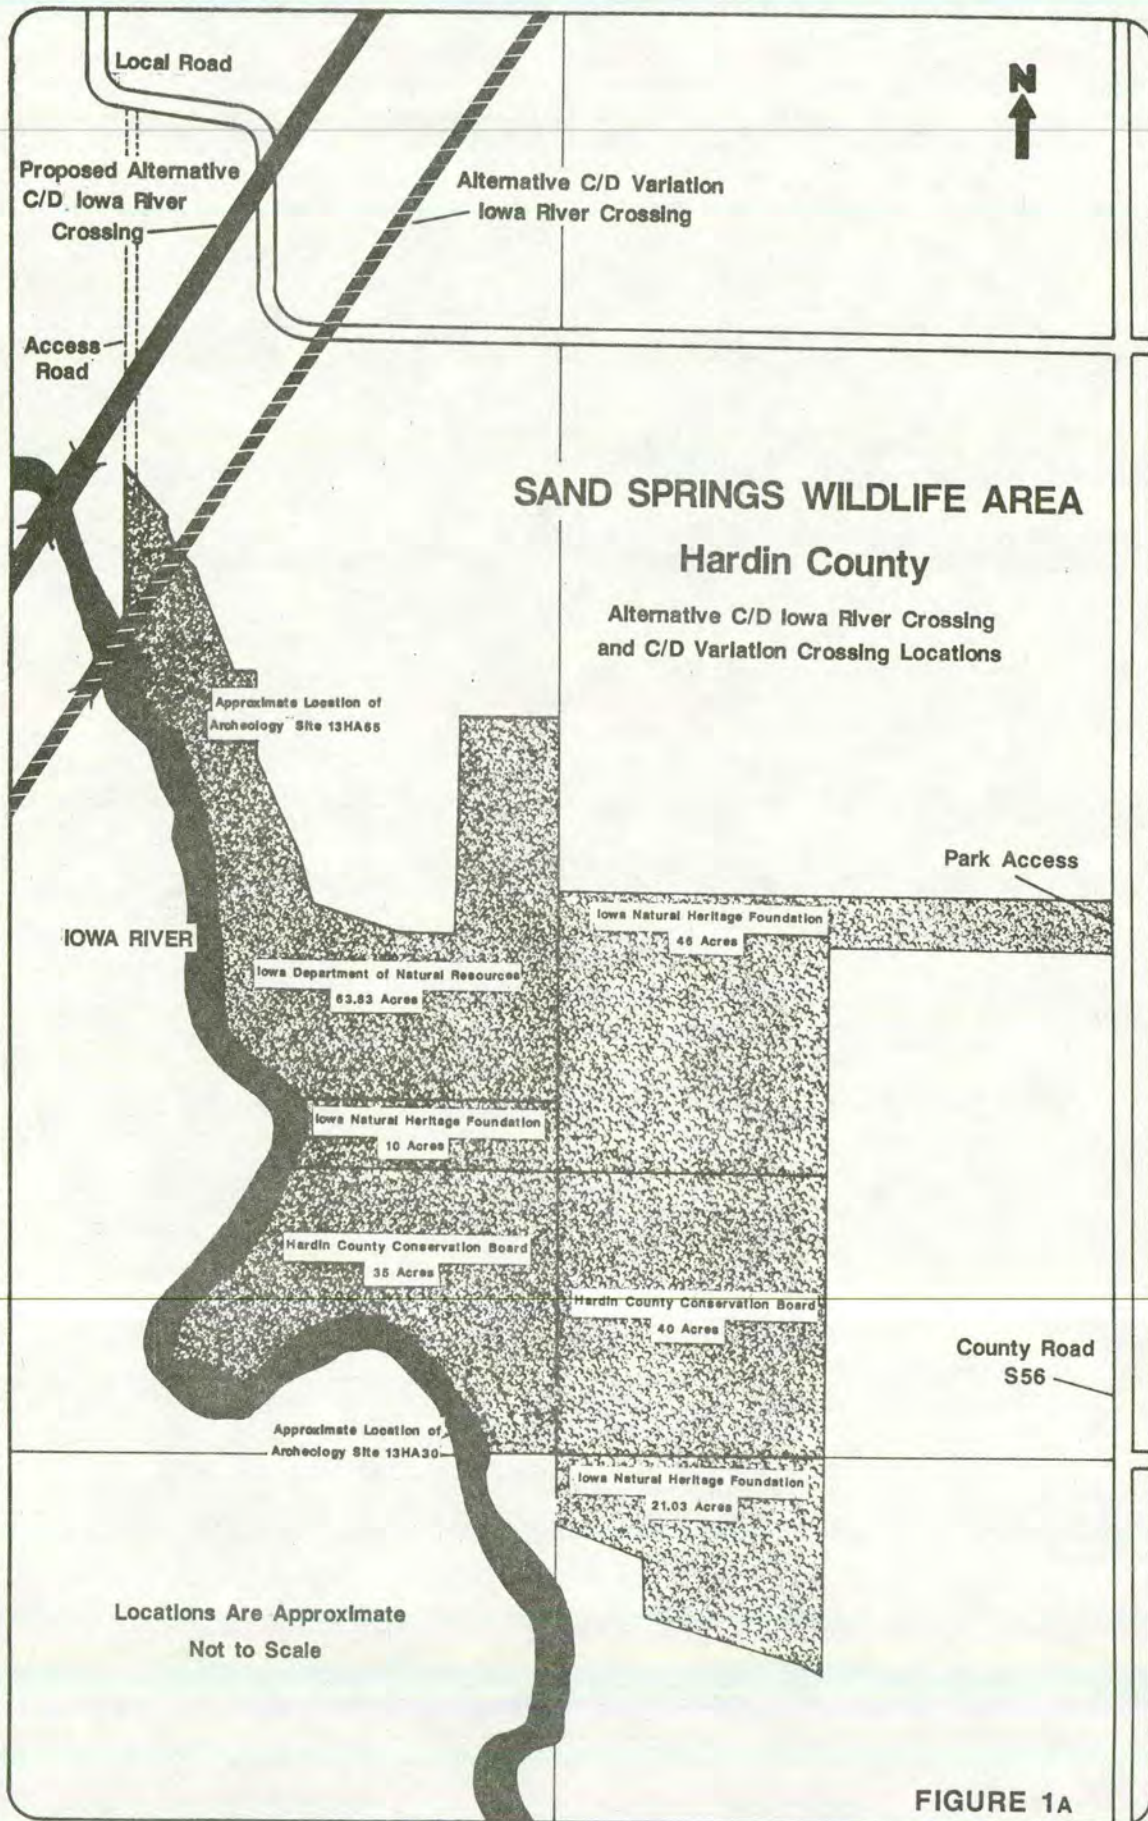 Local Road
N
Proposed Alternative
C/D Iowa River
Crossing
Alternative C/D Variation
Iowa River Crossing
Access
Road
SAND SPRINGS WILDLIFE AREA
Hardin County
Alternative C/D Iowa River Crossing
and C/D Variation Crossing Locations
Approximate Location of
Archeology Site 13HA65
Park Access
Iowa Natural Heritage Foundation
46 Acres
IOWA RIVER
Iowa Department of Natural Resources
63.83 Acres
Iowa Natural Heritage Foundation
10 Acres
Hardin County Conservation Board
35 Acres
Hardin County Conservation Board
40 Acres
County Road
S56
Approximate Location of
Archeology Site 13HA30
Iowa Natural Heritage Foundation
21.03 Acres
Locations Are Approximate
Not to Scale
FIGURE 1A